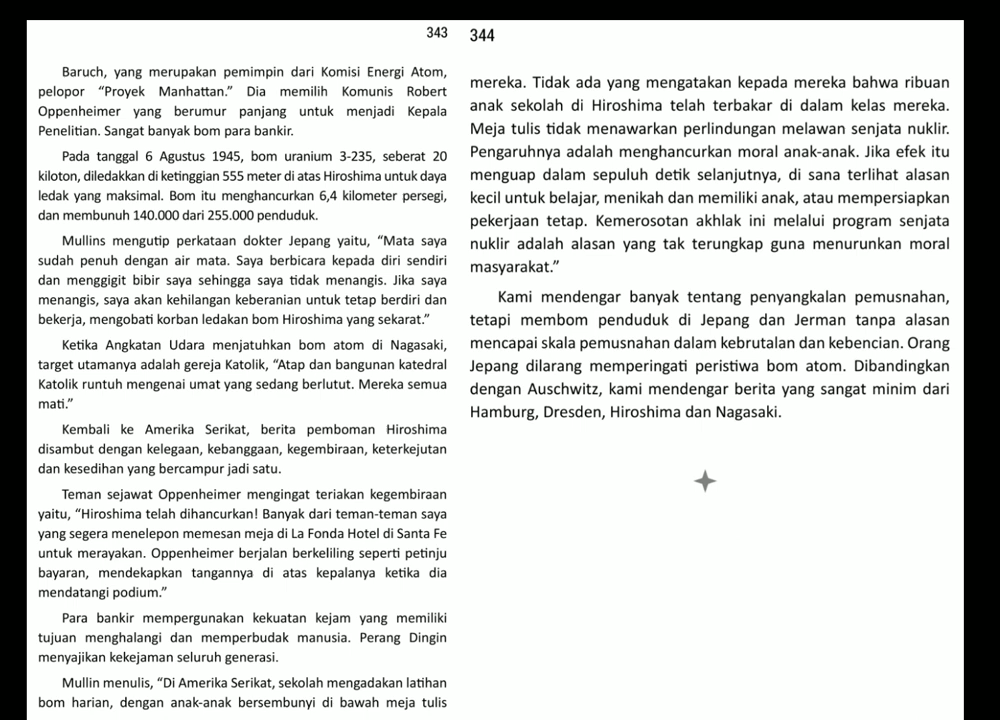 343
Baruch, yang merupakan pemimpin dari Komisi Energi Atom,
pelopor “Proyek Manhattan.” Dia memilih Komunis Robert
Oppenheimer yang berumur panjang untuk menjadi Kepala
Penelitian. Sangat banyak bom para bankir.
Pada tanggal 6 Agustus 1945, bom uranium 3-235, seberat 20
kiloton, diledakkan di ketinggian 555 meter di atas Hiroshima untuk daya
ledak yang maksimal. Bom itu menghancurkan 6,4 kilometer persegi,
dan membunuh 140.000 dari 255.000 penduduk.
Mullins mengutip perkataan dokter Jepang yaitu, “Mata saya
sudah penuh dengan air mata. Saya berbicara kepada diri sendiri
dan menggigit bibir saya sehingga saya tidak menangis. Jika saya
menangis, saya akan kehilangan keberanian untuk tetap berdiri dan
bekerja, mengobati korban ledakan bom Hiroshima yang sekarat.”
Ketika Angkatan Udara menjatuhkan bom atom di Nagasaki,
target utamanya adalah gereja Katolik, “Atap dan bangunan katedral
Katolik runtuh mengenai umat yang sedang berlutut. Mereka semua
mati.”
Kembali ke Amerika Serikat, berita pemboman Hiroshima
disambut dengan kelegaan, kebanggaan, kegembiraan, keterkejutan
dan kesedihan yang bercampur jadi satu.
Teman sejawat Oppenheimer mengingat teriakan kegembiraan
yaitu, “Hiroshima telah dihancurkan! Banyak dari teman-teman saya
yang segera menelepon memesan meja di La Fonda Hotel di Santa Fe
untuk merayakan. Oppenheimer berjalan berkeliling seperti petinju
bayaran, mendekapkan tangannya di atas kepalanya ketika dia
mendatangi podium.”
Para bankir mempergunakan kekuatan kejam yang memiliki
tujuan menghalangi dan memperbudak manusia. Perang Dingin
menyajikan kekejaman seluruh generasi.
Mullin menulis, “Di Amerika Serikat, sekolah mengadakan latihan
bom harian, dengan anak-anak bersembunyi di bawah meja tulis
344
mereka. Tidak ada yang mengatakan kepada mereka bahwa ribuan
anak sekolah di Hiroshima telah terbakar di dalam kelas mereka.
Meja tulis tidak menawarkan perlindungan melawan senjata nuklir.
Pengaruhnya adalah menghancurkan moral anak-anak. Jika efek itu
menguap dalam sepuluh detik selanjutnya, di sana terlihat alasan
kecil untuk belajar, menikah dan memiliki anak, atau mempersiapkan
pekerjaan tetap. Kemerosotan akhlak ini melalui program senjata
nuklir adalah alasan yang tak terungkap guna menurunkan moral
masyarakat.”
Kami mendengar banyak tentang penyangkalan pemusnahan,
tetapi membom penduduk di Jepang dan Jerman tanpa alasan
mencapai skala pemusnahan dalam kebrutalan dan kebencian. Orang
Jepang dilarang memperingati peristiwa bom atom. Dibandingkan
dengan Auschwitz, kami mendengar berita yang sangat minim dari
Hamburg, Dresden, Hiroshima dan Nagasaki.